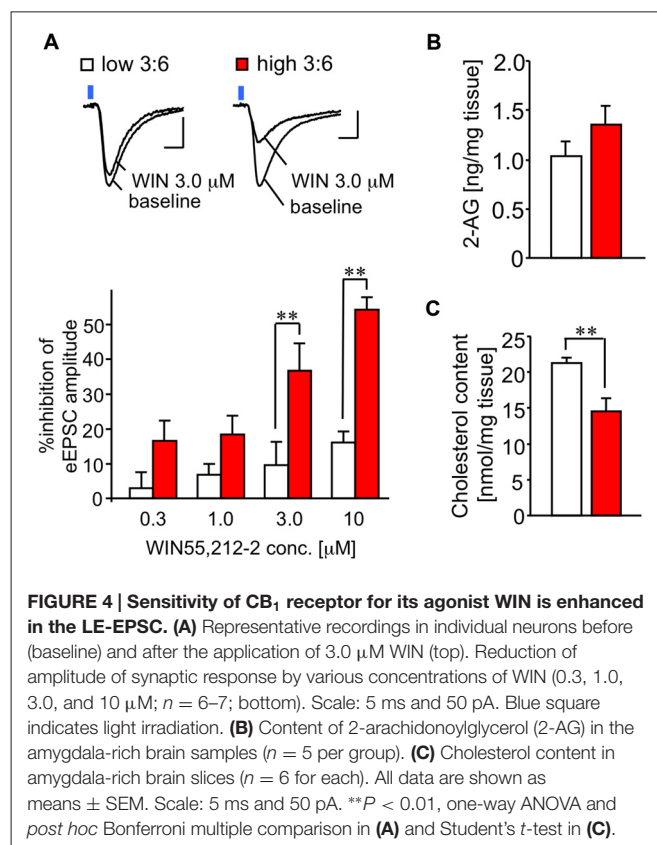 A
low 3:6
high 3:6
WIN 3.0 μM
baseline
WIN 3.0 μM
baseline
%inhibition of
eEPSC amplitude
50
40
30
20
10
0
**
**
0.3
1.0
3.0
10
WIN55,212-2 conc. [μM]
B
2-AG [ng/mg tissue]
2.0
1.5
1.0
0.5
0
C
Cholesterol content
[nmol/mg tissue]
25
20
15
10
5
0
**
FIGURE 4 | Sensitivity of CB1 receptor for its agonist WIN is enhanced
in the LE-EPSC. (A) Representative recordings in individual neurons before
(baseline) and after the application of 3.0 μM WIN (top). Reduction of
amplitude of synaptic response by various concentrations of WIN (0.3, 1.0,
3.0, and 10 μM; n = 6–7; bottom). Scale: 5 ms and 50 pA. Blue square
indicates light irradiation. (B) Content of 2-arachidonoylglycerol (2-AG) in the
amygdala-rich brain samples (n = 5 per group). (C) Cholesterol content in
amygdala-rich brain slices (n = 6 for each). All data are shown as
means ± SEM. Scale: 5 ms and 50 pA. **P < 0.01, one-way ANOVA and
post hoc Bonferroni multiple comparison in (A) and Student's t-test in (C).